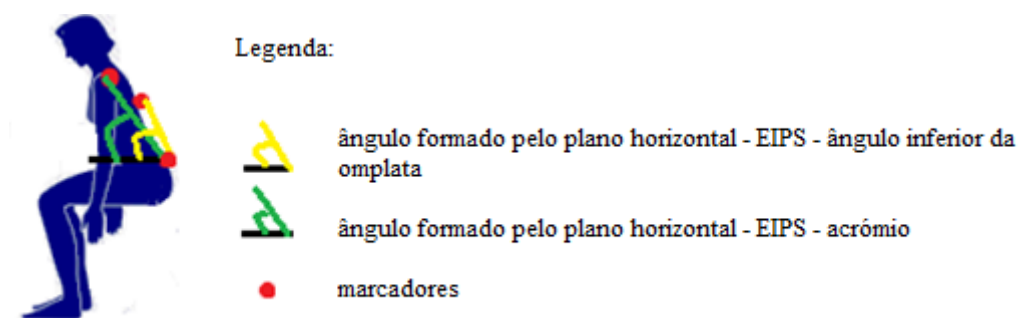 Legenda:
ângulo formado pelo plano horizontal - EIPS - ângulo inferior da
omplata
ângulo formado pelo plano horizontal - EIPS - acrómio
marcadores